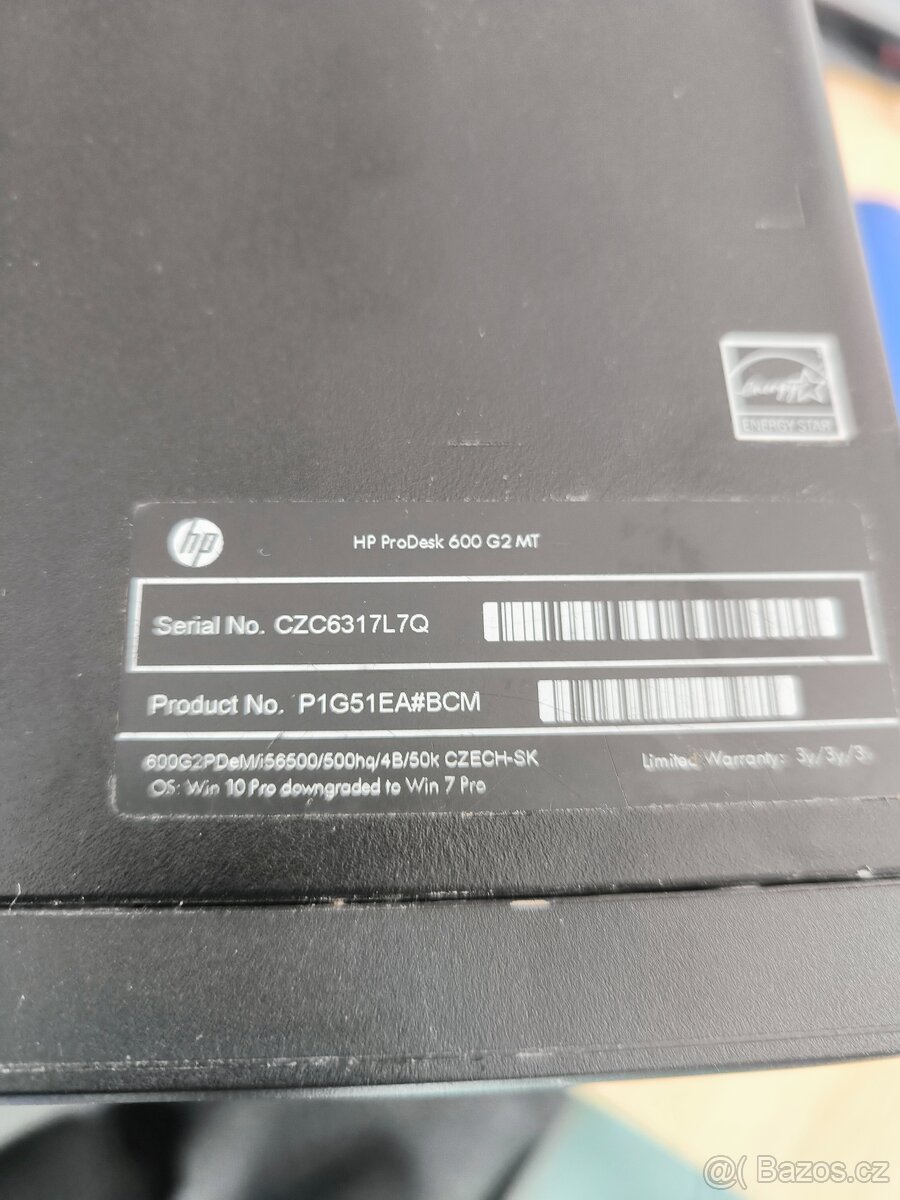 energy
ENERGY STAR
hp
HP ProDesk 600 G2 MT
Serial No. CZC6317L7Q
Product No. P1G51EA#BCM
600G2PDeM/i56500/500hq/4B/50k CZECH-SK
Limited Warranty: 3y/3y/3y
OS: Win 10 Pro downgraded to Win 7 Pro
@( Bazos.cz